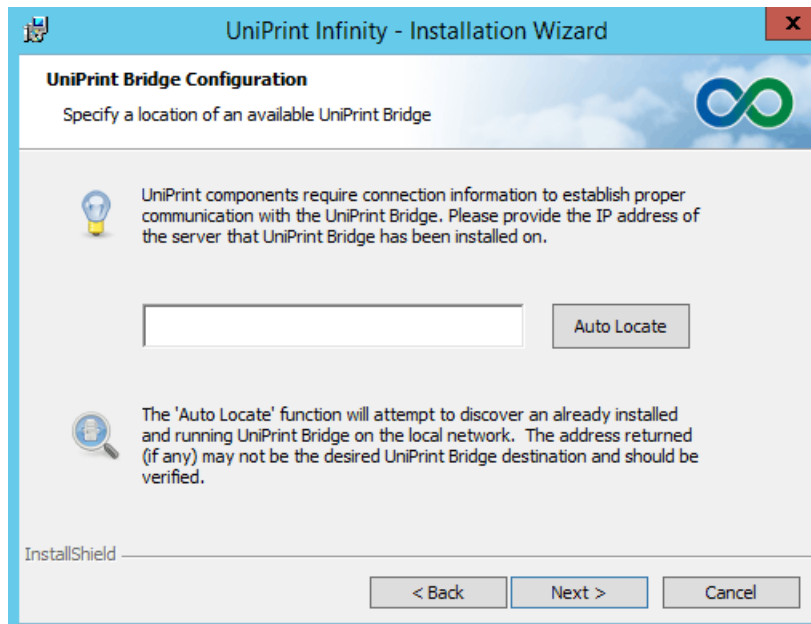 UniPrint Infinity - Installation Wizard
x
UniPrint Bridge Configuration
Specify a location of an available UniPrint Bridge
UniPrint components require connection information to establish proper
communication with the UniPrint Bridge. Please provide the IP address of
the server that UniPrint Bridge has been installed on.
Auto Locate
The 'Auto Locate' function will attempt to discover an already installed
and running UniPrint Bridge on the local network.  The address returned
(if any) may not be the desired UniPrint Bridge destination and should be
verified.
InstallShield
< Back
Next >
Cancel